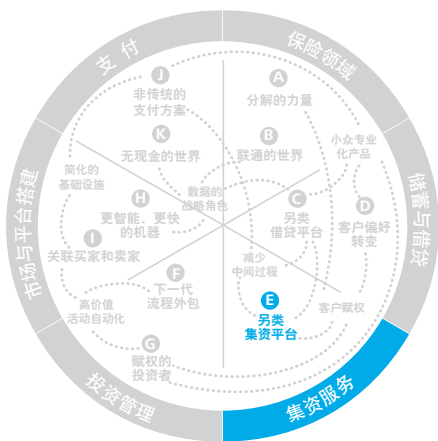 支付
保险领域
J
非传统的
支付方案
A
分解的力量
K
无现金的世界
B
联通的世界
小众专业
化产品
简化的
基础设施
数据的
战略角色
储蓄与借贷
H
更智能、更快
的机器
C
另类
借贷平台
D
客户偏好
转变
市场与平台搭建
I
关联买家和卖家
减少
中间过程
F
下一代
流程外包
E
另类
集资平台
高价值
活动自动化
客户赋权
G
赋权的
投资者
投资管理
集资服务